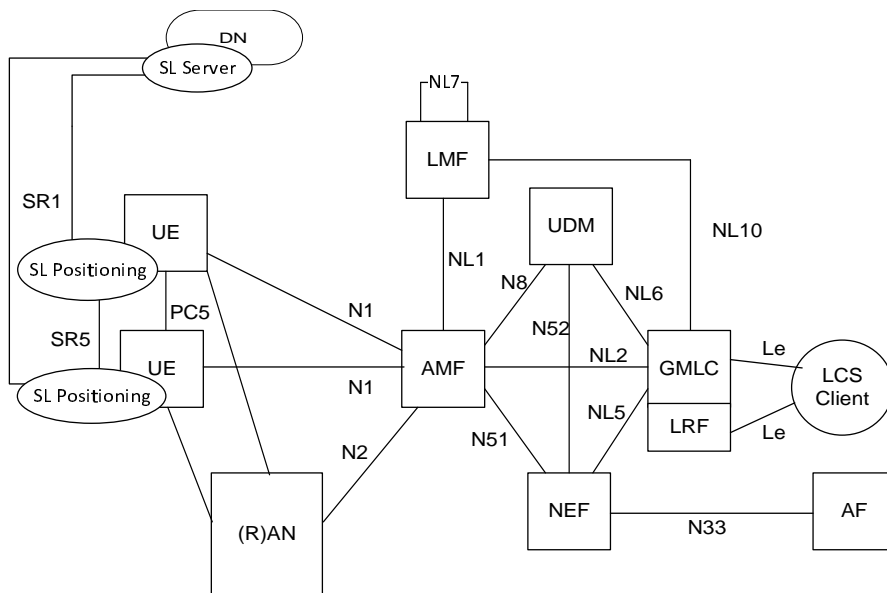 DN
SL Server
NL7
LMF
SR1
UE
UDM
SL Positioning
NL1
N8
NL10
NL6
N1
PC5
SR5
N52
UE
AMF
NL2
GMLC
Le
LCS
Client
SL Positioning
N1
NL5
LRF
Le
N51
N2
(R)AN
NEF
N33
AF